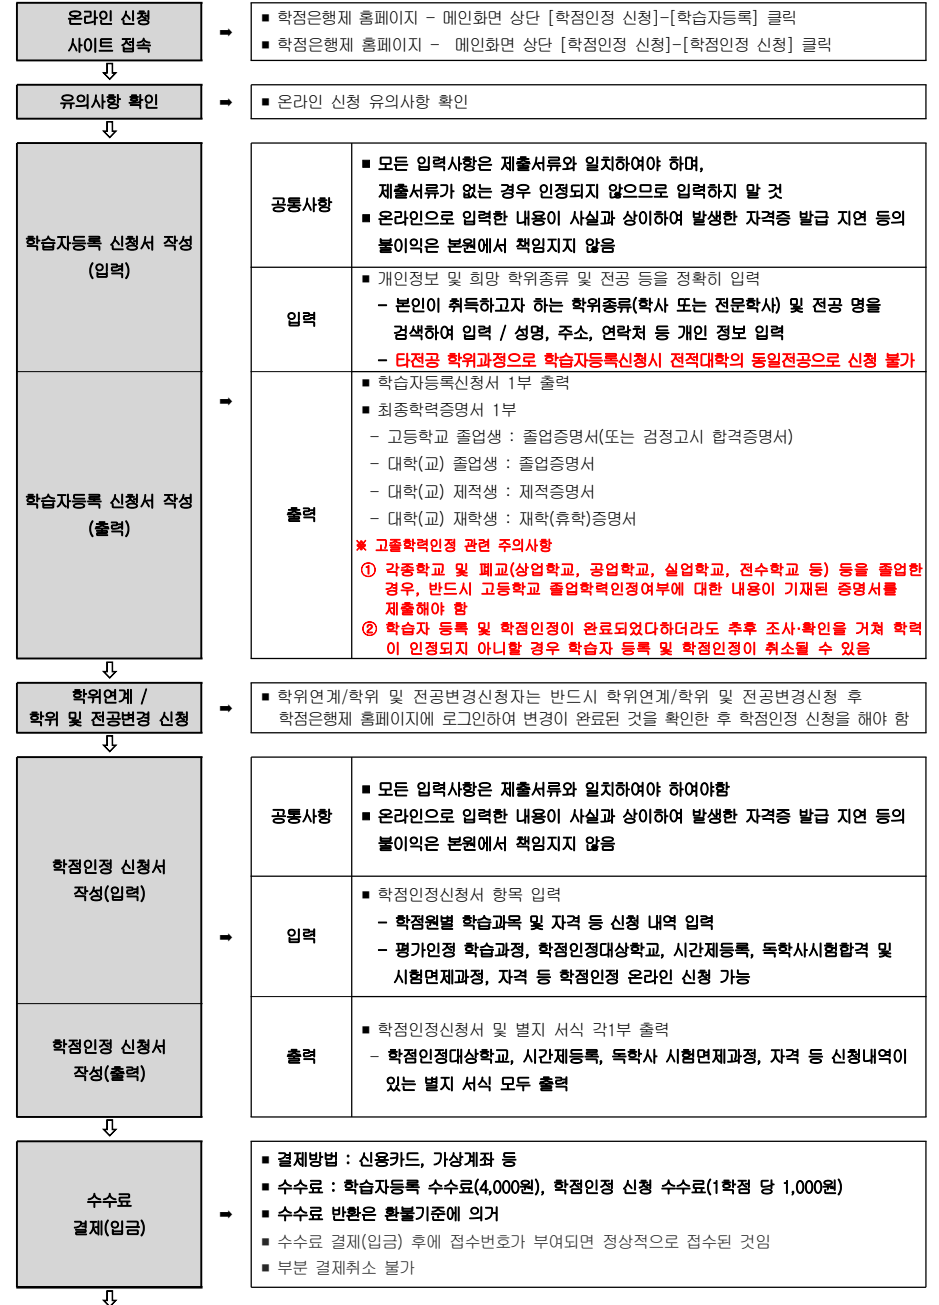 온라인 신청
사이트 접속
➡
■ 학점은행제 홈페이지 - 메인화면 상단 [학점인정 신청]-[학습자등록] 클릭
■ 학점은행제 홈페이지 - 메인화면 상단 [학점인정 신청]-[학점인정 신청] 클릭
유의사항 확인
➡
■ 온라인 신청 유의사항 확인
학습자등록 신청서 작성
(입력)
공통사항
■ 모든 입력사항은 제출서류와 일치하여야 하며,
제출서류가 없는 경우 인정되지 않으므로 입력하지 말 것
■ 온라인으로 입력한 내용이 사실과 상이하여 발생한 자격증 발급 지연 등의
불이익은 본원에서 책임지지 않음
입력
■ 개인정보 및 희망 학위종류 및 전공 등을 정확히 입력
- 본인이 취득하고자 하는 학위종류(학사 또는 전문학사) 및 전공 명을
검색하여 입력 / 성명, 주소, 연락처 등 개인 정보 입력
- 타전공 학위과정으로 학습자등록신청시 전적대학의 동일전공으로 신청 불가
➡
학습자등록 신청서 작성
(출력)
출력
■ 학습자등록신청서 1부 출력
■ 최종학력증명서 1부
- 고등학교 졸업생 : 졸업증명서(또는 검정고시 합격증명서)
- 대학(교) 졸업생 : 졸업증명서
- 대학(교) 제적생 : 제적증명서
- 대학(교) 재학생 : 재학(휴학)증명서
※ 고졸학력인정 관련 주의사항
① 각종학교 및 폐교(상업학교, 공업학교, 실업학교, 전수학교 등) 등을 졸업한
경우, 반드시 고등학교 졸업학력인정여부에 대한 내용이 기재된 증명서를
제출해야 함
② 학습자 등록 및 학점인정이 완료되었다하더라도 추후 조사·확인을 거쳐 학력
이 인정되지 아니할 경우 학습자 등록 및 학점인정이 취소될 수 있음
학위연계 /
학위 및 전공변경 신청
➡
■ 학위연계/학위 및 전공변경신청자는 반드시 학위연계/학위 및 전공변경신청 후
학점은행제 홈페이지에 로그인하여 변경이 완료된 것을 확인한 후 학점인정 신청을 해야 함
학점인정 신청서
작성(입력)
공통사항
■ 모든 입력사항은 제출서류와 일치하여야 하여야함
■ 온라인으로 입력한 내용이 사실과 상이하여 발생한 자격증 발급 지연 등의
불이익은 본원에서 책임지지 않음
➡
입력
■ 학점인정신청서 항목 입력
- 학점원별 학습과목 및 자격 등 신청 내역 입력
- 평가인정 학습과정, 학점인정대상학교, 시간제등록, 독학사시험합격 및
시험면제과정, 자격 등 학점인정 온라인 신청 가능
학점인정 신청서
작성(출력)
출력
■ 학점인정신청서 및 별지 서식 각1부 출력
- 학점인정대상학교, 시간제등록, 독학사 시험면제과정, 자격 등 신청내역이
있는 별지 서식 모두 출력
수수료
결제(입금)
➡
■ 결제방법 : 신용카드, 가상계좌 등
■ 수수료 : 학습자등록 수수료(4,000원), 학점인정 신청 수수료(1학점 당 1,000원)
■ 수수료 반환은 환불기준에 의거
■ 수수료 결제(입금) 후에 접수번호가 부여되면 정상적으로 접수된 것임
■ 부분 결제취소 불가